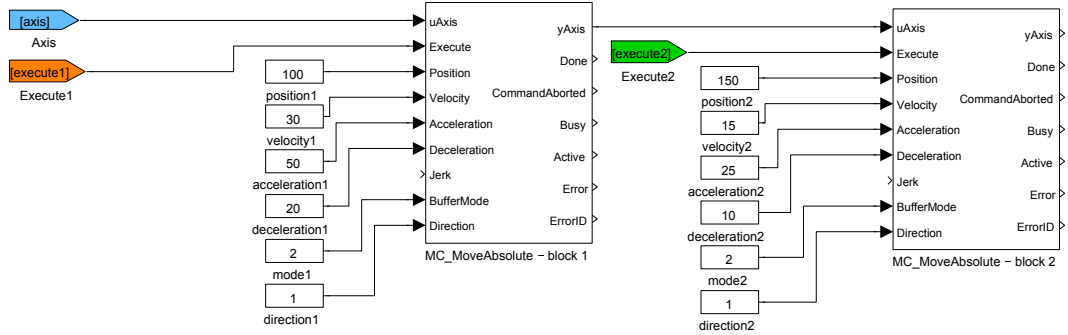 [axis]
Axis
[execute1]
Execute1
100
position1
30
velocity1
50
acceleration1
20
deceleration1
2
mode1
1
direction1
uAxis
Execute
Position
Velocity
Acceleration
Deceleration
Jerk
BufferMode
Direction
yAxis
Done
CommandAborted
Busy
Active
Error
ErrorID
MC_MoveAbsolute − block 1
[execute2]
Execute2
150
position2
15
velocity2
25
acceleration2
10
deceleration2
2
mode2
1
direction2
uAxis
Execute
Position
Velocity
Acceleration
Deceleration
Jerk
BufferMode
Direction
yAxis
Done
CommandAborted
Busy
Active
Error
ErrorID
MC_MoveAbsolute − block 2